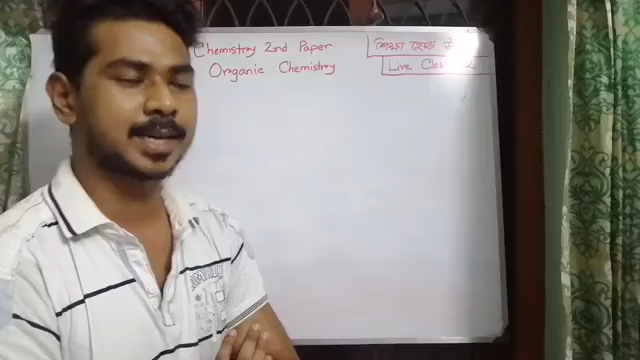 Chemistry 2nd Paper
Organic Chemistry
শিক্ষা হোক
Live Class